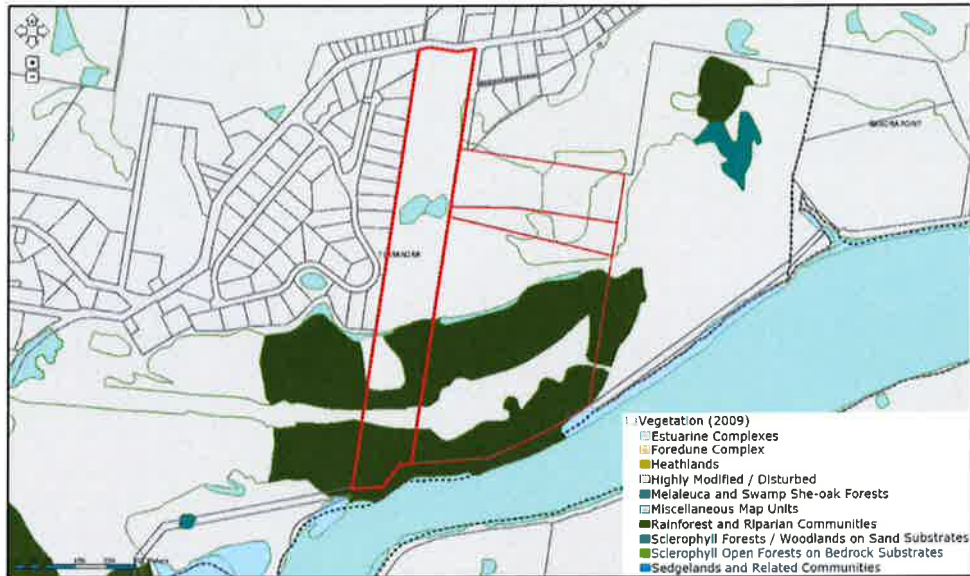 BANORA POINT
Vegetation (2009)
Estuarine Complexes
Foredune Complex
Heathlands
Highly Modified / Disturbed
Melaleuca and Swamp She-oak Forests
Miscellaneous Map Units
Rainforest and Riparian Communities
Sclerophyll Forests / Woodlands on Sand Substrates
Sclerophyll Open Forests on Bedrock Substrates
Sedgelands and Related Communities